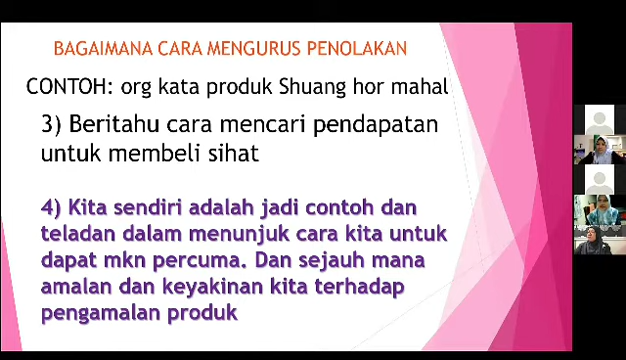 BAGAIMANA CARA MENGURUS PENOLAKAN
CONTOH: org kata produk Shuang hor mahal
3) Beritahu cara mencari pendapatan
untuk membeli sihat
4) Kita sendiri adalah jadi contoh dan
teladan dalam menunjuk cara kita untuk
dapat mkn percuma. Dan sejauh mana
amalan dan keyakinan kita terhadap
pengamalan produk